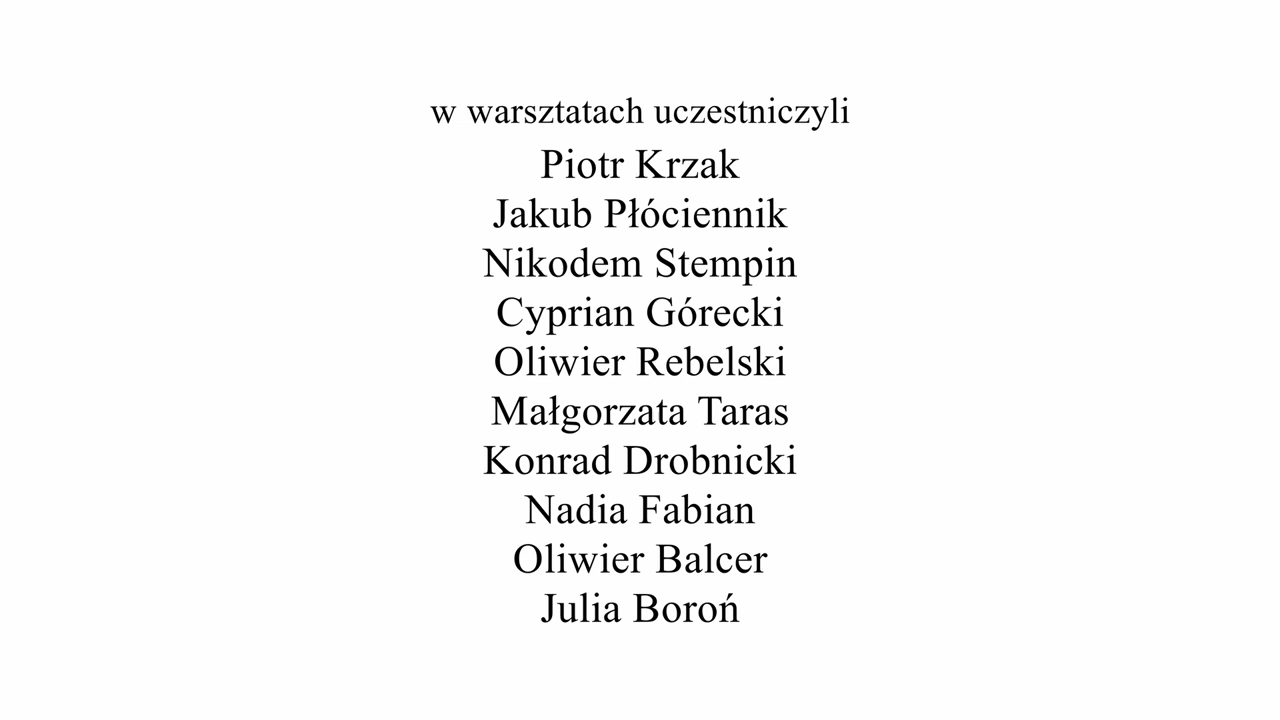 w warsztatach uczestniczyli
Piotr Krzak
Jakub Płóciennik
Nikodem Stempin
Cyprian Górecki
Oliwier Rebelski
Małgorzata Taras
Konrad Drobnicki
Nadia Fabian
Oliwier Balcer
Julia Boroń